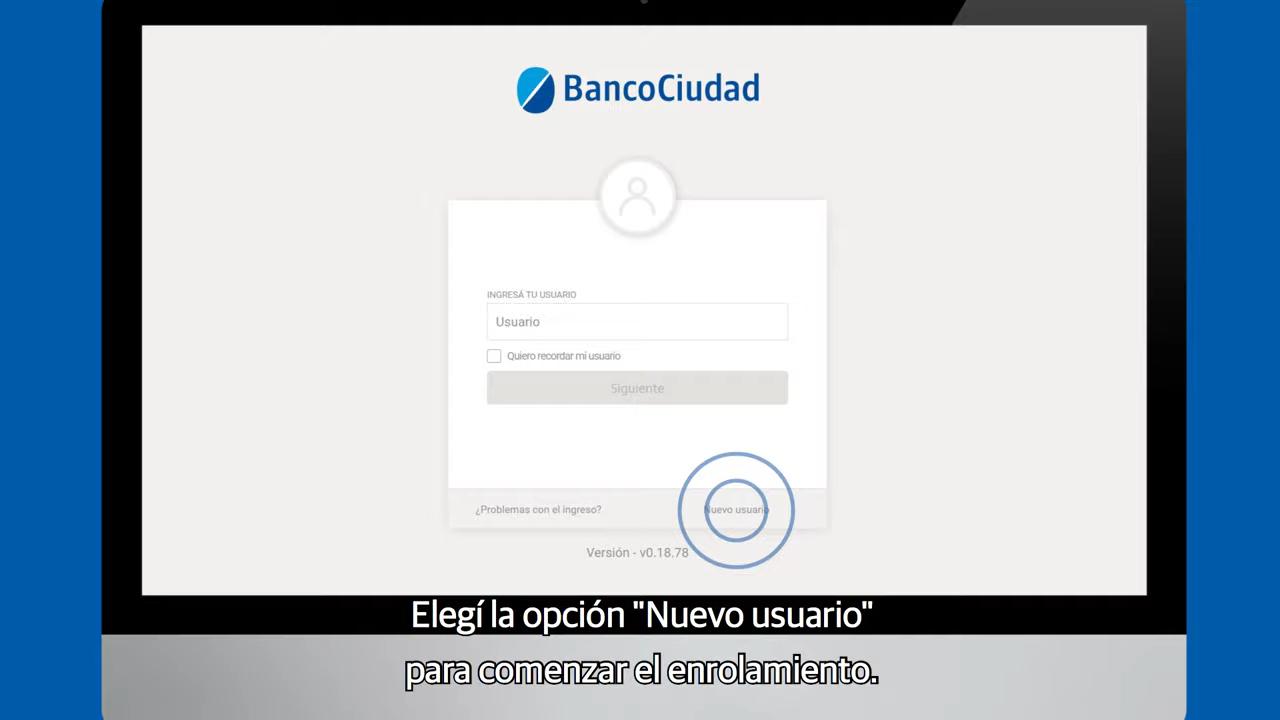 BancoCiudad
INGRESÁ TU USUARIO
Usuario
Quiero recordar mi usuario
Siguiente
¿Problemas con el ingreso?
Nuevo usuario
Versión - v0.18.78
Elegí la opción "Nuevo usuario"
para comenzar el enrolamiento.